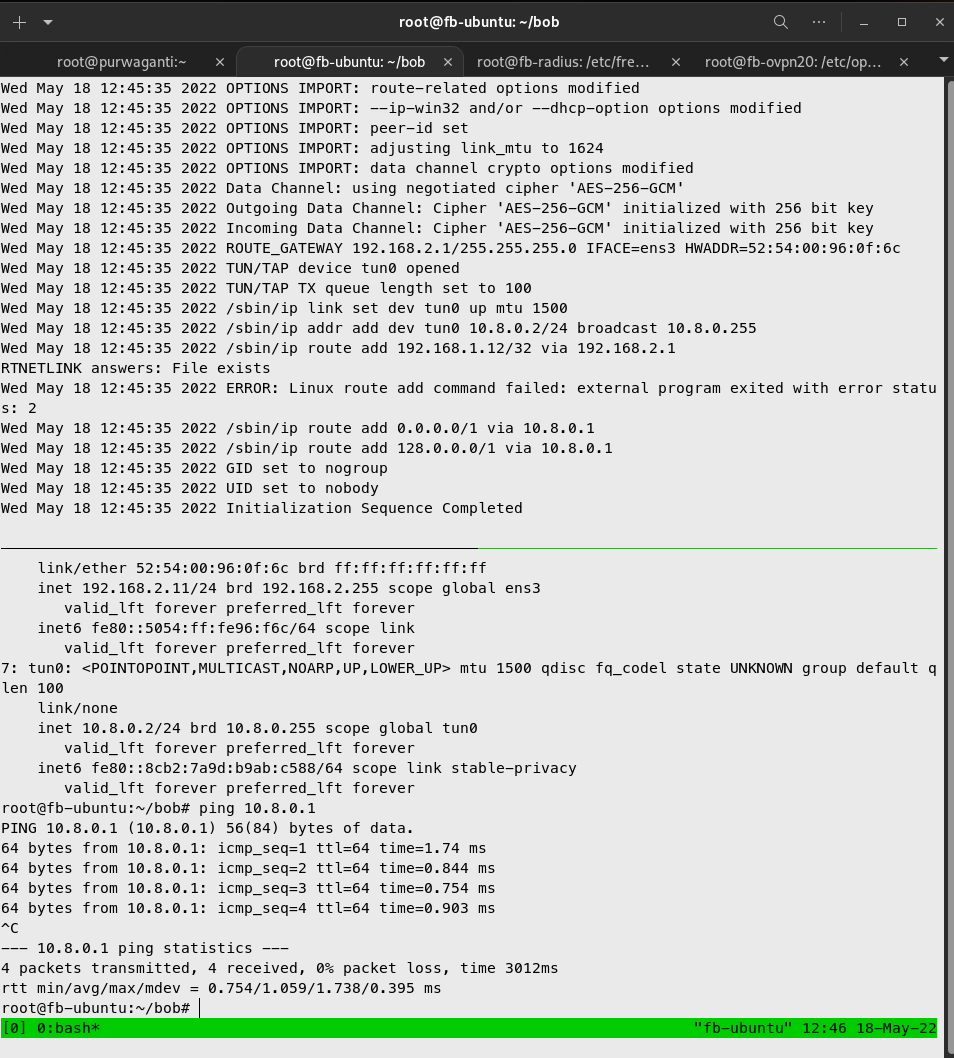 root@fb-ubuntu: ~/bob
root@purwaganti:~
root@fb-ubuntu: ~/bob
root@fb-radius: /etc/fre...
root@fb-ovpn20: /etc/op...
Wed May 18 12:45:35 2022 OPTIONS IMPORT: route-related options modified
Wed May 18 12:45:35 2022 OPTIONS IMPORT: --ip-win32 and/or --dhcp-option options modified
Wed May 18 12:45:35 2022 OPTIONS IMPORT: peer-id set
Wed May 18 12:45:35 2022 OPTIONS IMPORT: adjusting link_mtu to 1624
Wed May 18 12:45:35 2022 OPTIONS IMPORT: data channel crypto options modified
Wed May 18 12:45:35 2022 Data Channel: using negotiated cipher 'AES-256-GCM'
Wed May 18 12:45:35 2022 Outgoing Data Channel: Cipher 'AES-256-GCM' initialized with 256 bit key
Wed May 18 12:45:35 2022 Incoming Data Channel: Cipher 'AES-256-GCM' initialized with 256 bit key
Wed May 18 12:45:35 2022 ROUTE_GATEWAY 192.168.2.1/255.255.255.0 IFACE=ens3 HWADDR=52:54:00:96:0f:6c
Wed May 18 12:45:35 2022 TUN/TAP device tun0 opened
Wed May 18 12:45:35 2022 TUN/TAP TX queue length set to 100
Wed May 18 12:45:35 2022 /sbin/ip link set dev tun0 up mtu 1500
Wed May 18 12:45:35 2022 /sbin/ip addr add dev tun0 10.8.0.2/24 broadcast 10.8.0.255
Wed May 18 12:45:35 2022 /sbin/ip route add 192.168.1.12/32 via 192.168.2.1
RTNETLINK answers: File exists
Wed May 18 12:45:35 2022 ERROR: Linux route add command failed: external program exited with error statu
s: 2
Wed May 18 12:45:35 2022 /sbin/ip route add 0.0.0.0/1 via 10.8.0.1
Wed May 18 12:45:35 2022 /sbin/ip route add 128.0.0.0/1 via 10.8.0.1
Wed May 18 12:45:35 2022 GID set to nogroup
Wed May 18 12:45:35 2022 UID set to nobody
Wed May 18 12:45:35 2022 Initialization Sequence Completed
link/ether 52:54:00:96:0f:6c brd ff:ff:ff:ff:ff:ff
inet 192.168.2.11/24 brd 192.168.2.255 scope global ens3
valid_lft forever preferred_lft forever
inet6 fe80::5054:ff:fe96:f6c/64 scope link
valid_lft forever preferred_lft forever
7: tun0: <POINTOPOINT,MULTICAST,NOARP,UP,LOWER_UP> mtu 1500 qdisc fq_codel state UNKNOWN group default q
len 100
link/none
inet 10.8.0.2/24 brd 10.8.0.255 scope global tun0
valid_lft forever preferred_lft forever
inet6 fe80::8cb2:7a9d:b9ab:c588/64 scope link stable-privacy
valid_lft forever preferred_lft forever
root@fb-ubuntu:~/bob# ping 10.8.0.1
PING 10.8.0.1 (10.8.0.1) 56(84) bytes of data.
64 bytes from 10.8.0.1: icmp_seq=1 ttl=64 time=1.74 ms
64 bytes from 10.8.0.1: icmp_seq=2 ttl=64 time=0.844 ms
64 bytes from 10.8.0.1: icmp_seq=3 ttl=64 time=0.754 ms
64 bytes from 10.8.0.1: icmp_seq=4 ttl=64 time=0.903 ms
^C
--- 10.8.0.1 ping statistics ---
4 packets transmitted, 4 received, 0% packet loss, time 3012ms
rtt min/avg/max/mdev = 0.754/1.059/1.738/0.395 ms
root@fb-ubuntu:~/bob#
[0] 0:bash* "fb-ubuntu" 12:46 18-May-22